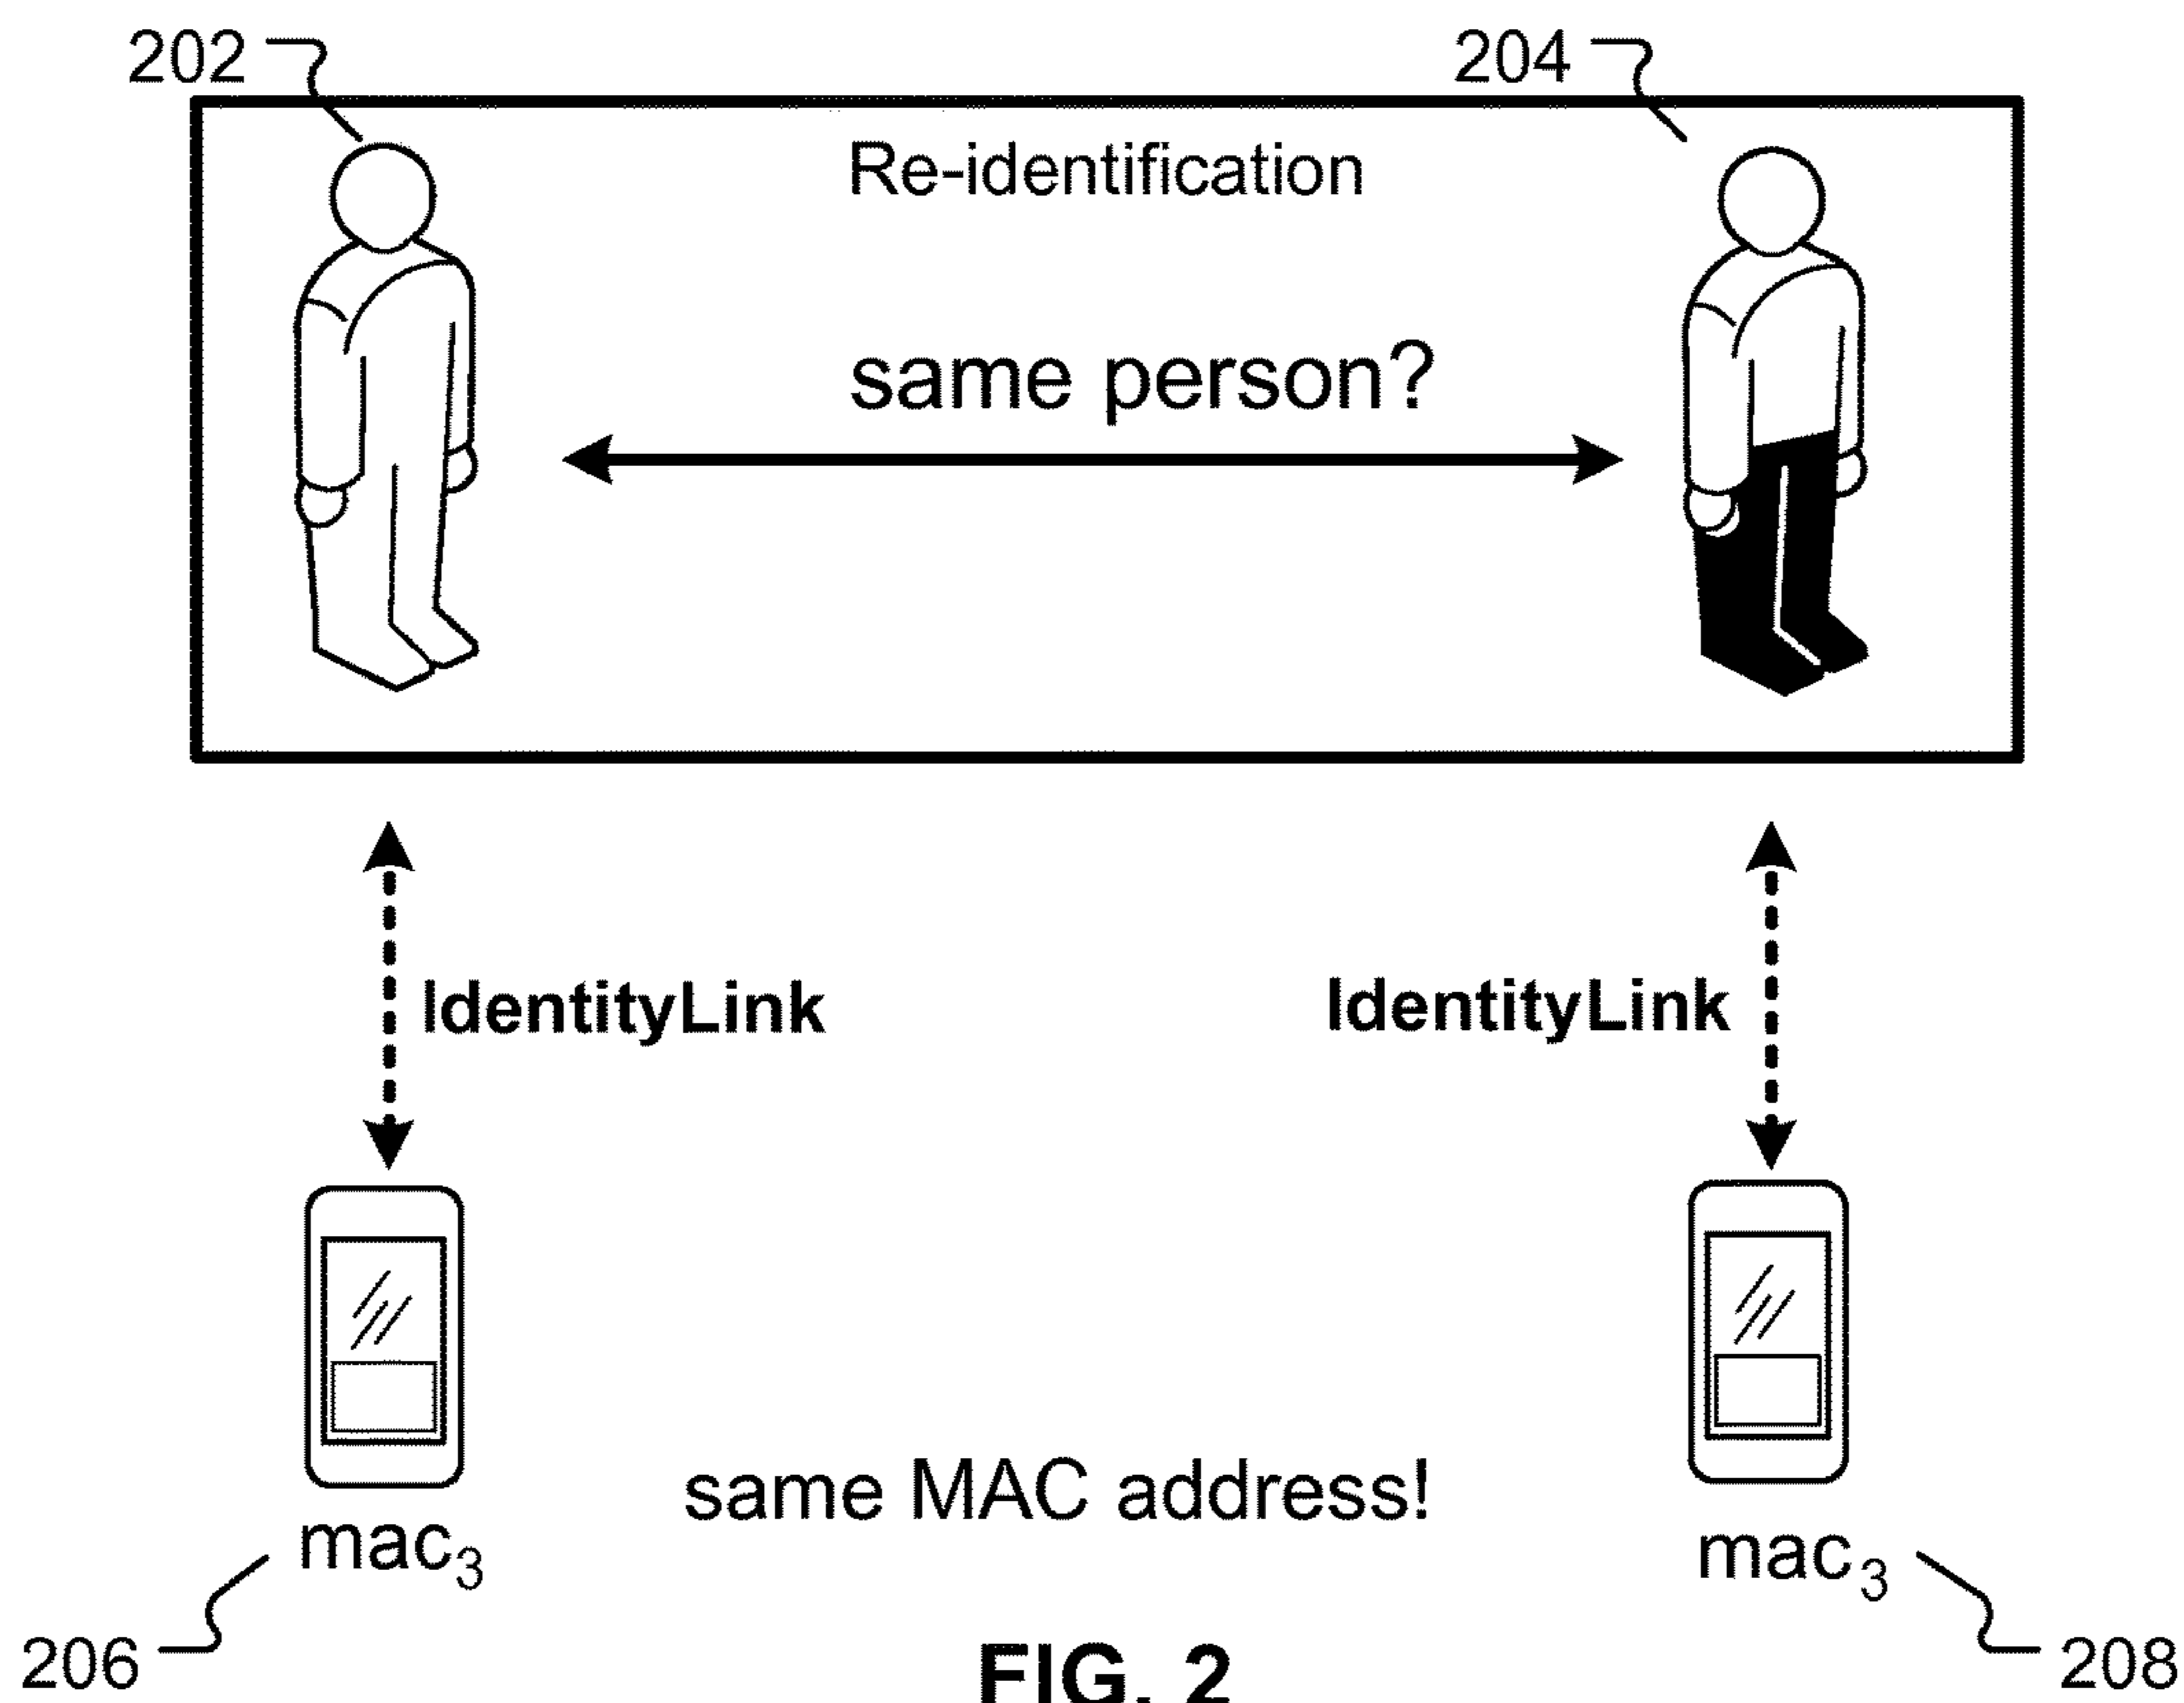 202
204
Re-identification
same person?
IdentityLink
IdentityLink
same MAC address!
mac₃
mac₃
206
208
FIG. 2